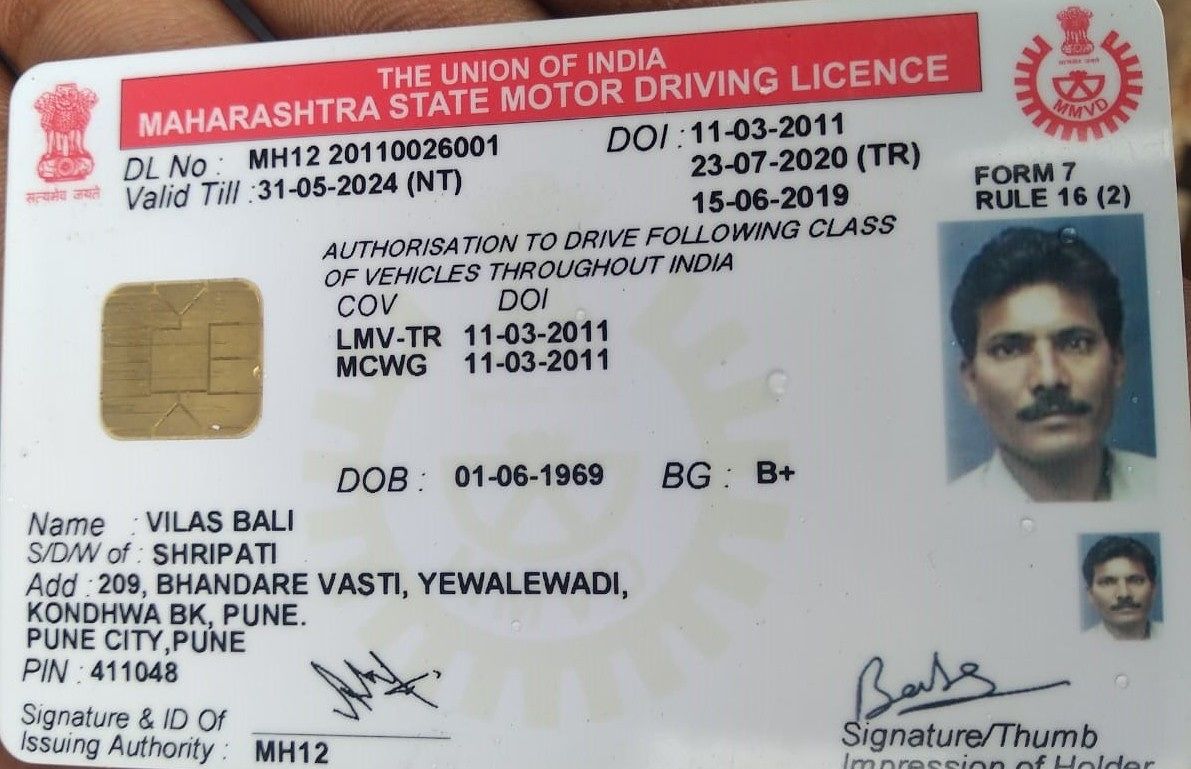 THE UNION OF INDIA
MAHARASHTRA STATE MOTOR DRIVING LICENCE
MMVD
सत्यमेव जयते
DL No : MH12 20110026001 DOI : 11-03-2011
Valid Till : 31-05-2024 (NT) 23-07-2020 (TR)
15-06-2019
FORM 7
RULE 16 (2)
AUTHORISATION TO DRIVE FOLLOWING CLASS
OF VEHICLES THROUGHOUT INDIA
COV DOI
LMV-TR 11-03-2011
MCWG 11-03-2011
DOB : 01-06-1969 BG : B+
Name : VILAS BALI
S/D/W of : SHRIPATI
Add : 209, BHANDARE VASTI, YEWALEWADI,
KONDHWA BK, PUNE.
PUNE CITY,PUNE
PIN : 411048
Signature & ID Of
Issuing Authority : MH12
Signature/Thumb
Impression of Holder